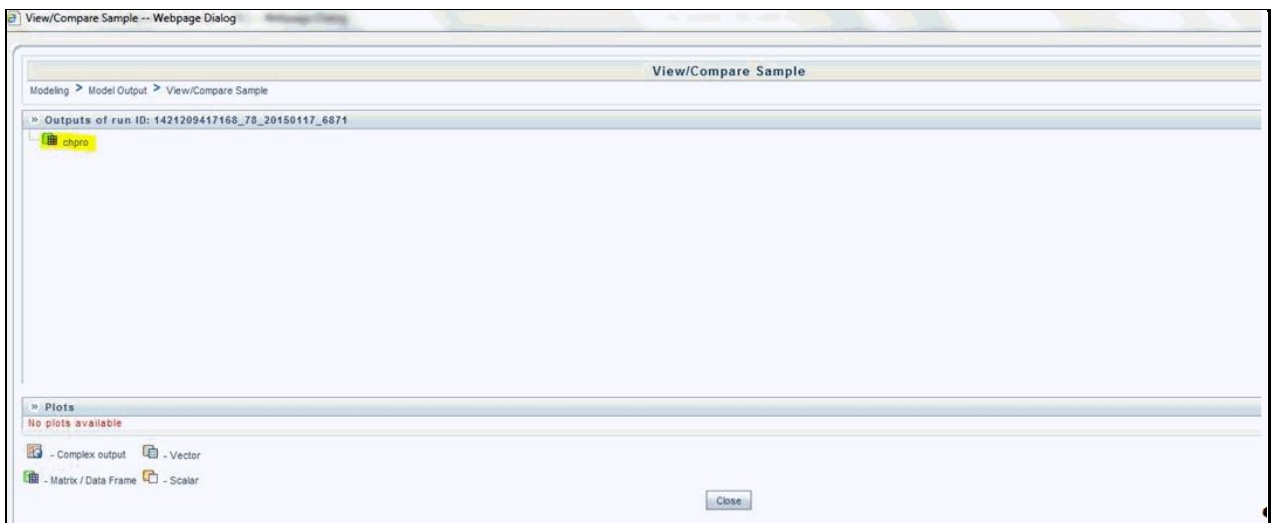 View/Compare Sample -- Webpage Dialog
View/Compare Sample
Modeling > Model Output > View/Compare Sample
» Outputs of run ID: 1421209417168_78_20150117_6871
chpro
» Plots
No plots available
- Complex output - Vector
- Matrix / Data Frame - Scalar
Close